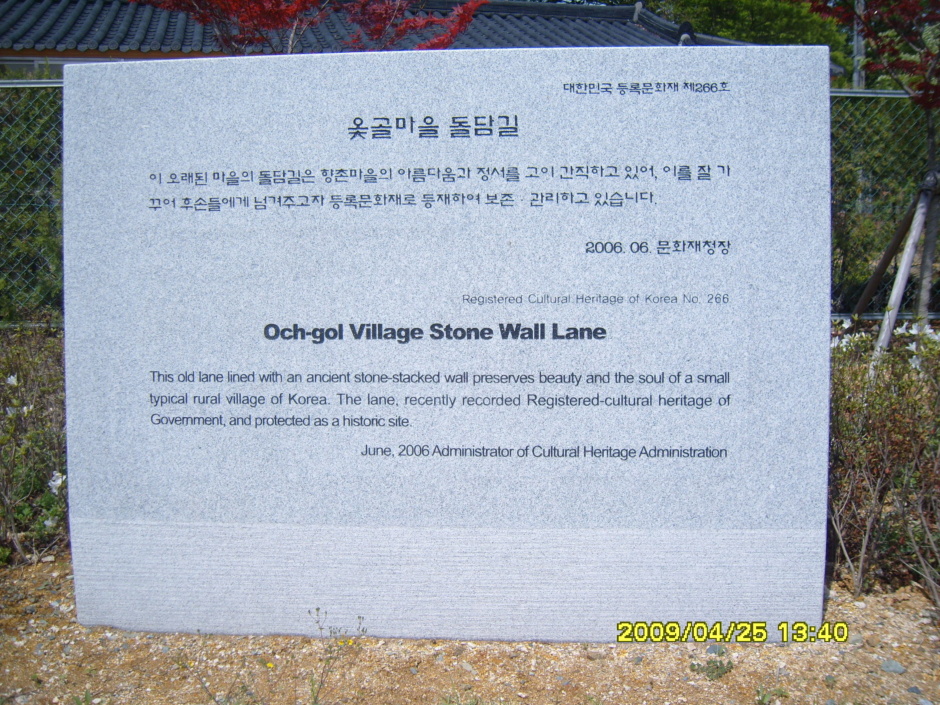 대한민국 등록문화재 제266호
옻골마을 돌담길
이 오래된 마을의 돌담길은 향촌마을의 아름다움과 정서를 고이 간직하고 있어, 이를 잘 가
꾸어 후손들에게 넘겨주고자 등록문화재로 등재하여 보존 · 관리하고 있습니다.
2006. 06. 문화재청장
Registered Cultural Heritage of Korea No. 266
Och-gol Village Stone Wall Lane
This old lane lined with an ancient stone-stacked wall preserves beauty and the soul of a small
typical rural village of Korea. The lane, recently recorded Registered-cultural heritage of
Government, and protected as a historic site.
June, 2006 Administrator of Cultural Heritage Administration
2009/04/25 13:40